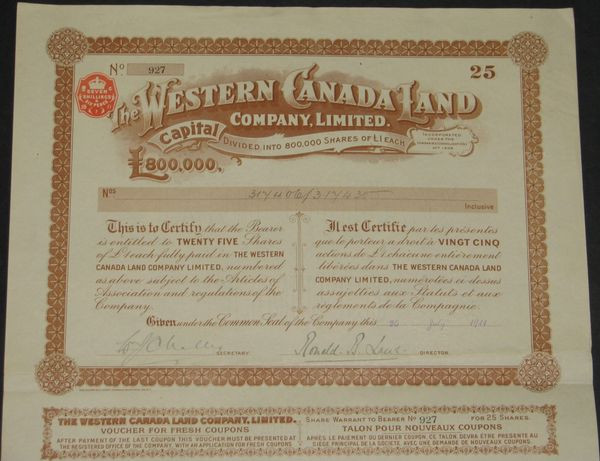 No. 927
25
SEVEN
SHILLINGS
SIX PENCE
The WESTERN CANADA LAND
COMPANY, LIMITED.
Capital
£800,000,
DIVIDED INTO 800,000 SHARES OF £1 EACH
INCORPORATED
UNDER THE
Nos
Inclusive
This is to Certify that the Bearer
is entitled to TWENTY FIVE Shares
of £1 each fully paid in THE WESTERN
CANADA LAND COMPANY LIMITED, numbered
as above subject to the Articles of
Association and regulations of the
Company.
Il est Certifié par les présentes
que le porteur a droit à VINGT CINQ
actions de £1 chacune entièrement
libérées dans THE WESTERN CANADA LAND
COMPANY LIMITED, numérotées ci-dessus
assujetties aux Statuts et aux
règlements de la Compagnie.
Given under the Common Seal of the Company this 26 July
SECRETARY.
Ronald B.
DIRECTOR.
THE WESTERN CANADA LAND COMPANY, LIMITED.
VOUCHER FOR FRESH COUPONS
AFTER PAYMENT OF THE LAST COUPON THIS VOUCHER MUST BE PRESENTED AT
THE REGISTERED OFFICE OF THE COMPANY, WITH AN APPLICATION FOR FRESH COUPONS
SHARE WARRANT TO BEARER No 927 FOR 25 SHARES.
TALON POUR NOUVEAUX COUPONS
APRÈS LE PAIEMENT DU DERNIER COUPON, CE TALON DEVRA ÊTRE PRÉSENTÉ AU
SIÈGE PRINCIPAL DE LA SOCIÉTÉ, AVEC UNE DEMANDE DE NOUVEAUX COUPONS